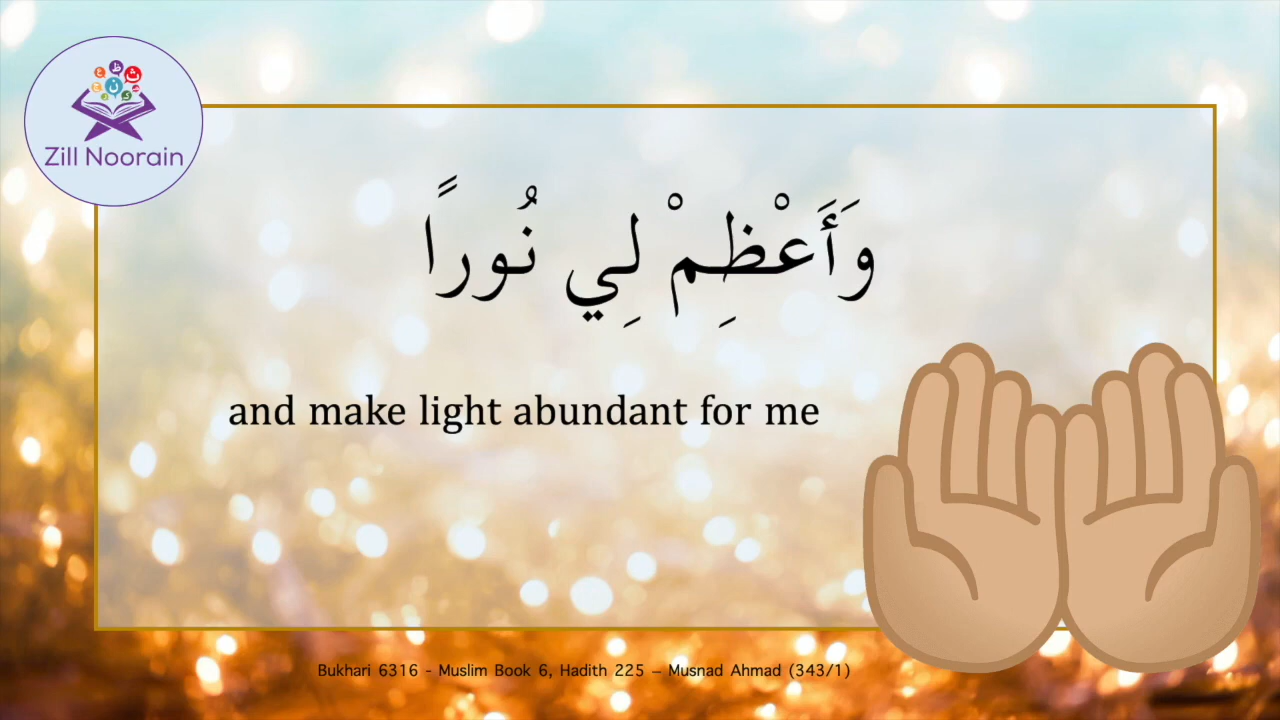 Zill Noorain
وَأَعْظِمْ لِي نُورًا
and make light abundant for me
Bukhari 6316 - Muslim Book 6, Hadith 225 – Musnad Ahmad (343/1)